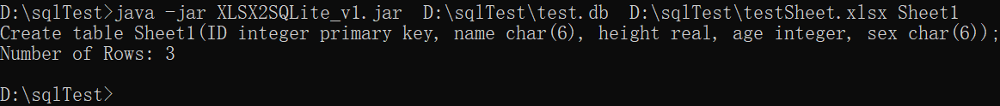 D:\sqlTest>java -jar XLSX2SQLite_v1.jar  D:\sqlTest\test.db  D:\sqlTest\testSheet.xlsx Sheet1
Create table Sheet1(ID integer primary key, name char(6), height real, age integer, sex char(6));
Number of Rows: 3
D:\sqlTest>